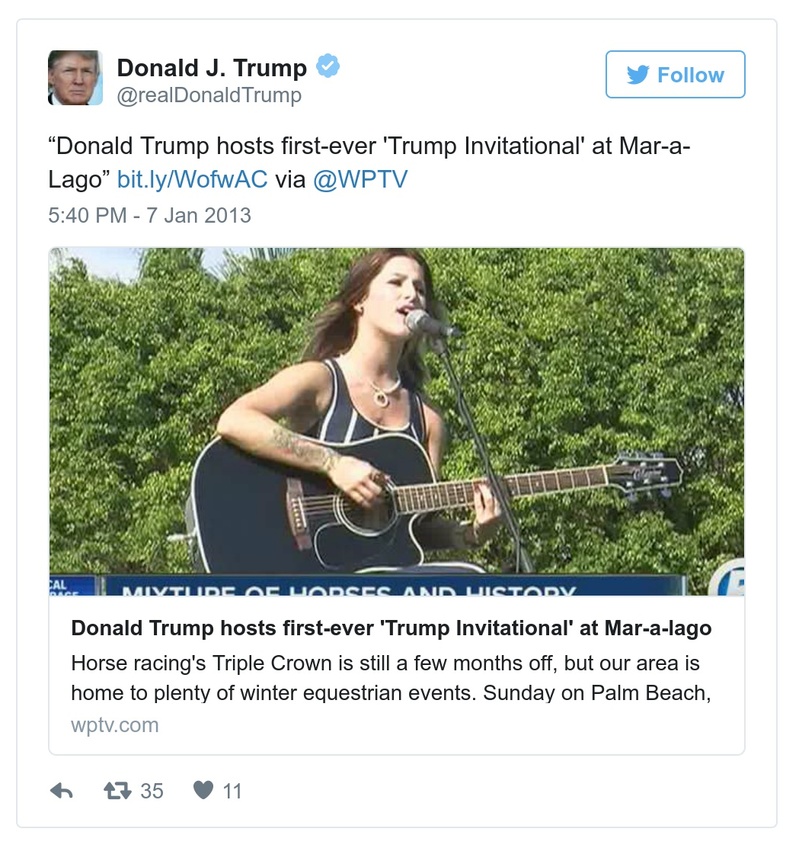 Donald J. Trump
@realDonaldTrump
Follow
“Donald Trump hosts first-ever 'Trump Invitational' at Mar-a-
Lago” bit.ly/WofwAC via @WPTV
5:40 PM - 7 Jan 2013
MIXTURE OF HORSES AND HISTORY
5
Donald Trump hosts first-ever 'Trump Invitational' at Mar-a-lago
Horse racing's Triple Crown is still a few months off, but our area is
home to plenty of winter equestrian events. Sunday on Palm Beach,
wptv.com
35
11